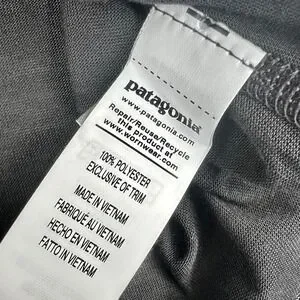 patagonia®
www.patagonia.com
Repair/Reuse/Recycle
this product at
www.wornwear.com
100% POLYESTER
EXCLUSIVE OF TRIM
MADE IN VIETNAM
FABRIQUÉ AU VIETNAM
HECHO EN VIETNAM
FATTO IN VIETNAM